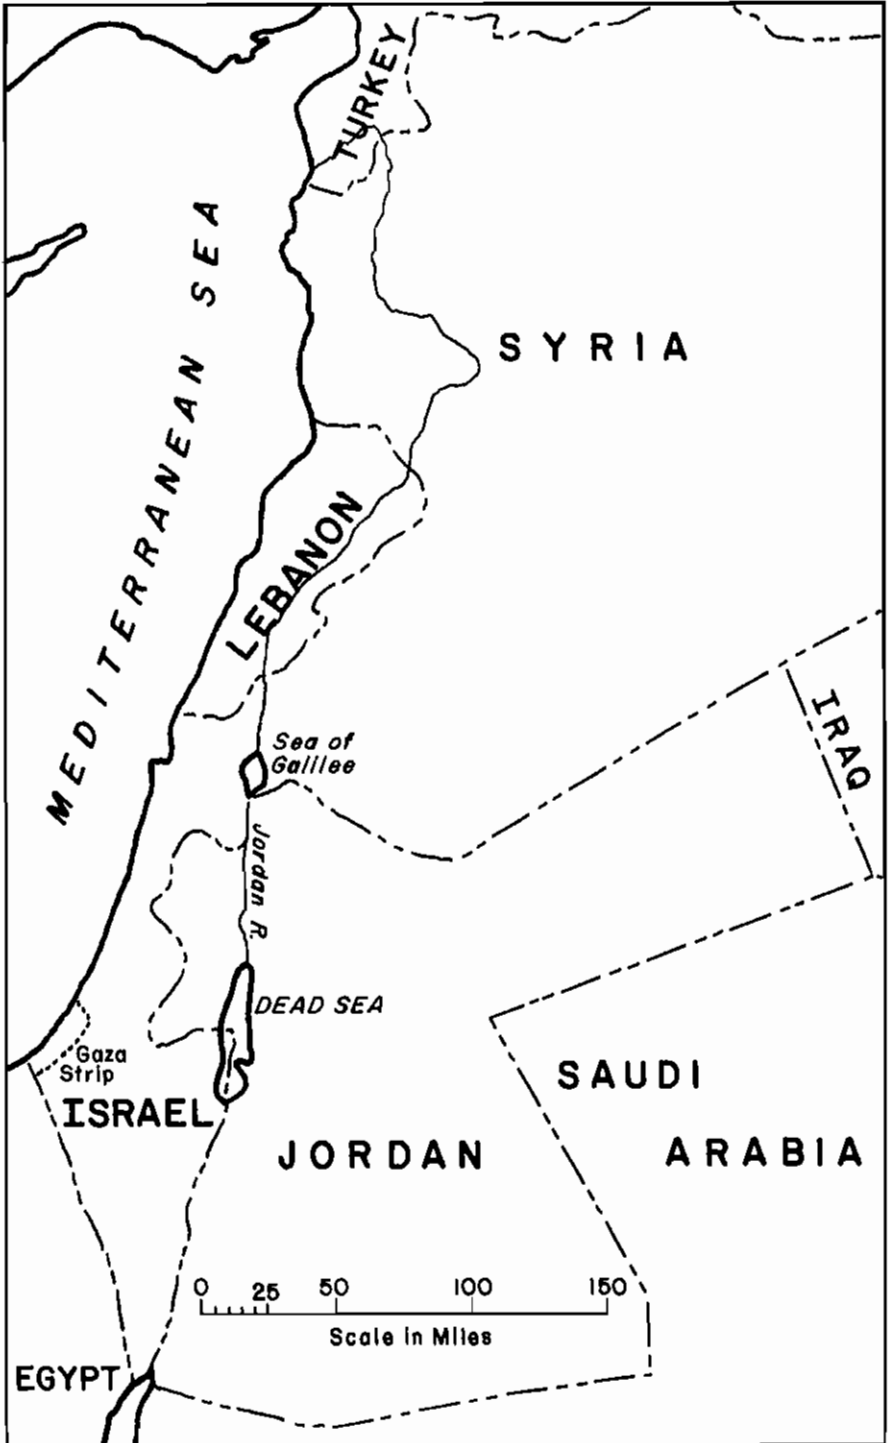 TURKEY
MEDITERRANEAN SEA
SYRIA
LEBANON
IRAQ
Sea of
Galilee
Jordan R.
DEAD SEA
Gaza
Strip
ISRAEL
SAUDI
ARABIA
JORDAN
0 25 50 100 150
Scale in Miles
EGYPT